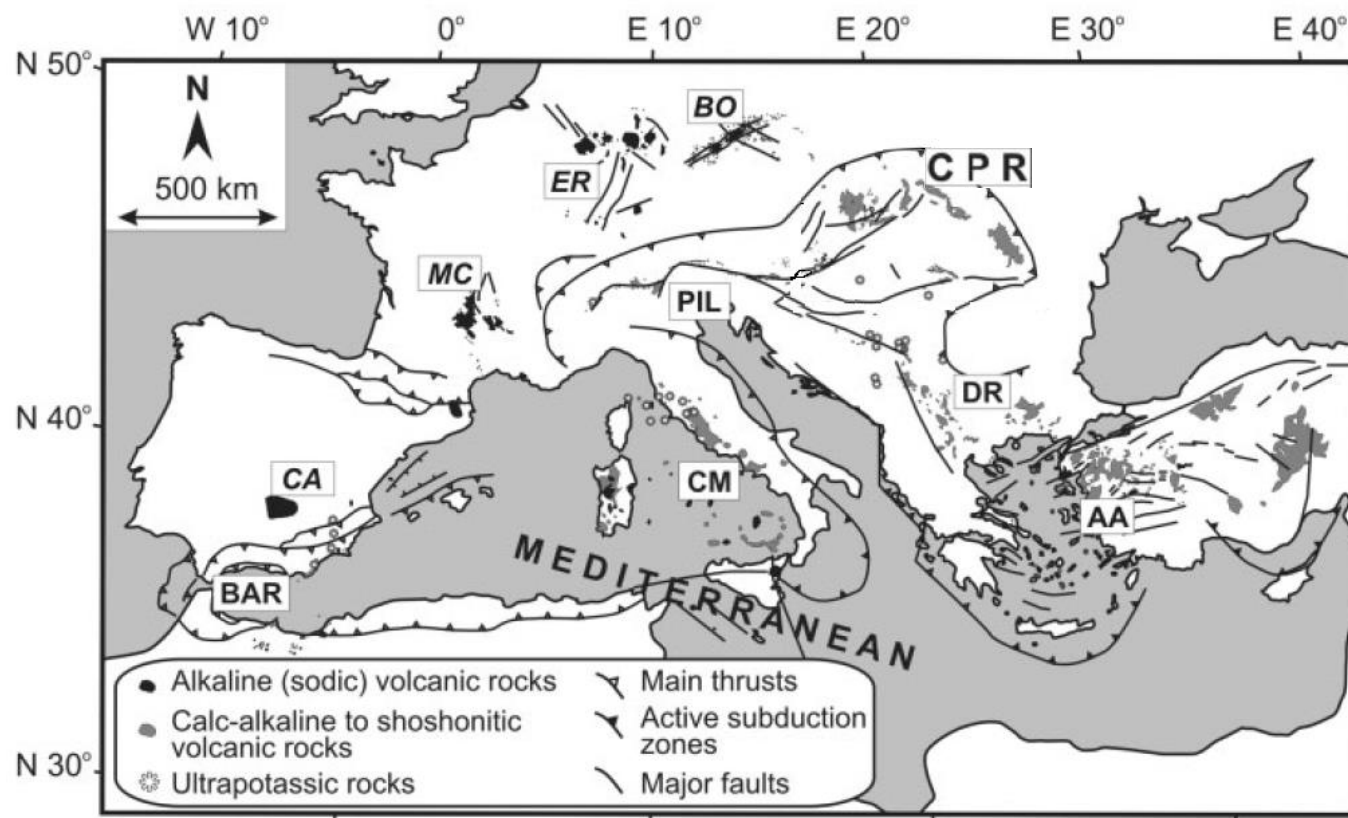 W 10° 0° E 10° E 20° E 30° E 40°
N 50°
N
500 km
BO
ER
CPR
MC
PIL
DR
N 40°
CA
CM
AA
BAR
MEDITERRANEAN
Alkaline (sodic) volcanic rocks
Calc-alkaline to shoshonitic
volcanic rocks
Ultrapotassic rocks
Main thrusts
Active subduction
zones
Major faults
N 30°